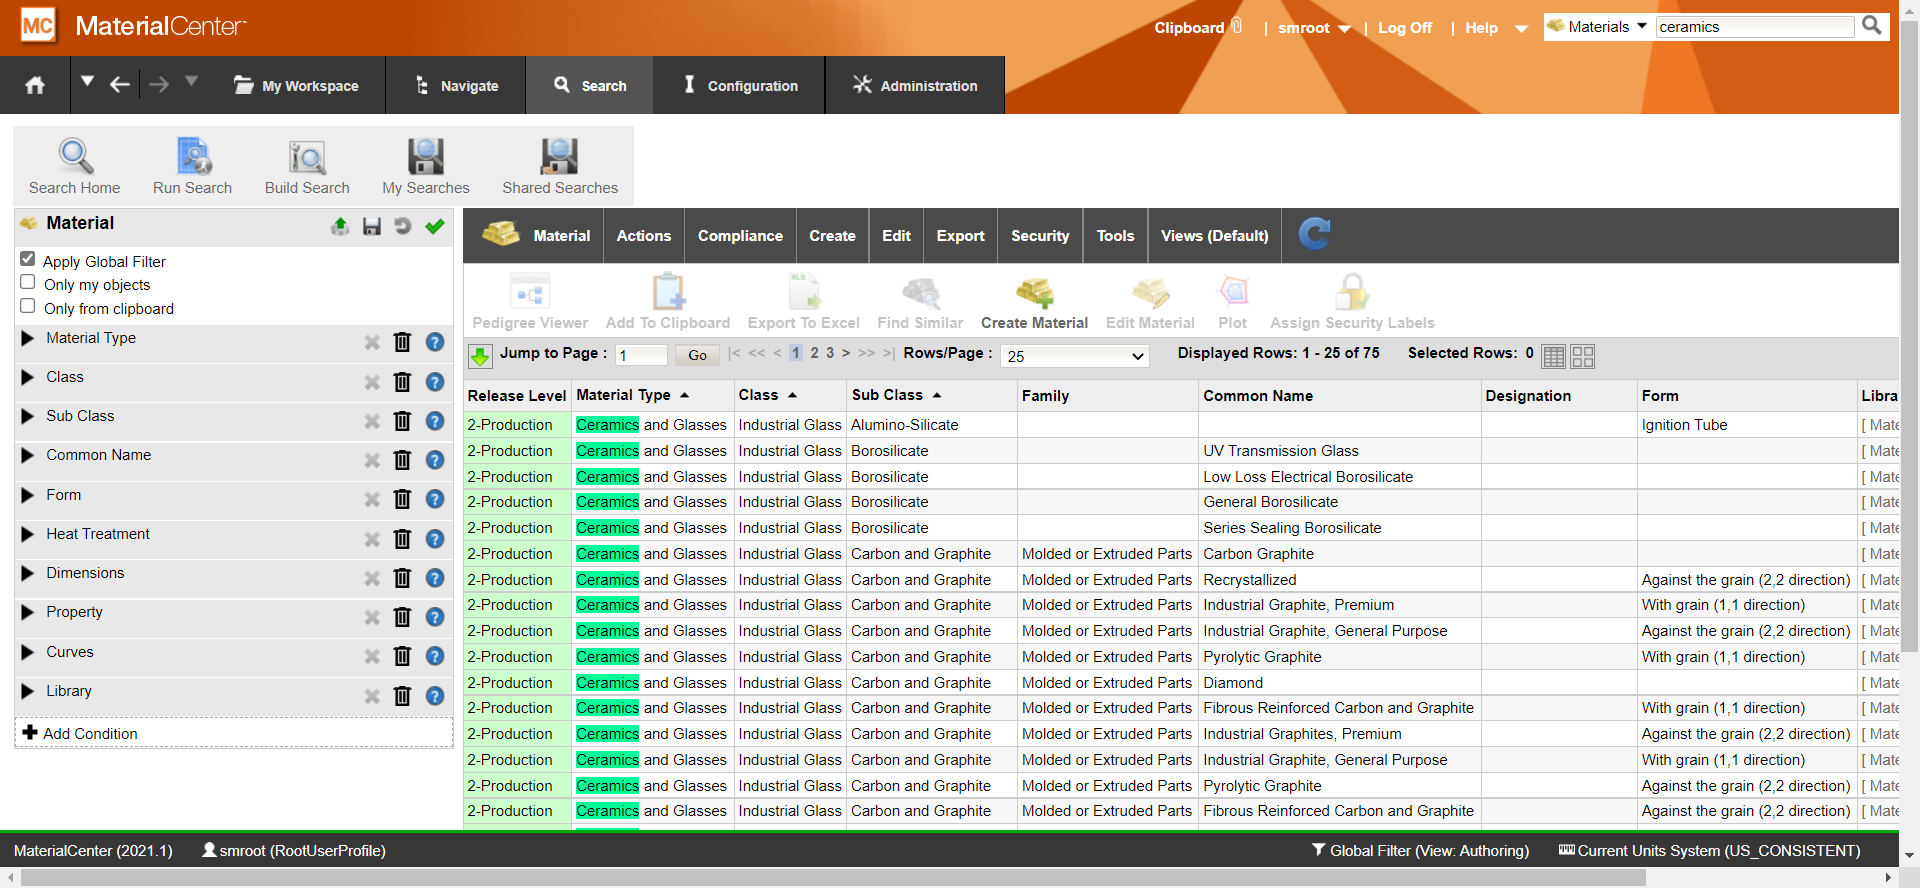 MC MaterialCenter
Clipboard | smroot | Log Off | Help Materials ceramics
My Workspace Navigate Search Configuration Administration
Search Home Run Search Build Search My Searches Shared Searches
Material
Apply Global Filter
Only my objects
Only from clipboard
Material Type
Class
Sub Class
Common Name
Form
Heat Treatment
Dimensions
Property
Curves
Library
Add Condition
Material Actions Compliance Create Edit Export Security Tools Views (Default)
Pedigree Viewer Add To Clipboard Export To Excel Find Similar Create Material Edit Material Plot Assign Security Labels
Jump to Page : 1 Go |< << < 1 2 3 > >> >| Rows/Page : 25 Displayed Rows: 1 - 25 of 75 Selected Rows: 0
Release Level Material Type Class Sub Class Family Common Name Designation Form Libra
2-Production Ceramics and Glasses Industrial Glass Alumino-Silicate Ignition Tube [ Mate
2-Production Ceramics and Glasses Industrial Glass Borosilicate UV Transmission Glass [ Mate
2-Production Ceramics and Glasses Industrial Glass Borosilicate Low Loss Electrical Borosilicate [ Mate
2-Production Ceramics and Glasses Industrial Glass Borosilicate General Borosilicate [ Mate
2-Production Ceramics and Glasses Industrial Glass Borosilicate Series Sealing Borosilicate [ Mate
2-Production Ceramics and Glasses Industrial Glass Carbon and Graphite Molded or Extruded Parts Carbon Graphite [ Mate
2-Production Ceramics and Glasses Industrial Glass Carbon and Graphite Molded or Extruded Parts Recrystallized Against the grain (2,2 direction) [ Mate
2-Production Ceramics and Glasses Industrial Glass Carbon and Graphite Molded or Extruded Parts Industrial Graphite, Premium With grain (1,1 direction) [ Mate
2-Production Ceramics and Glasses Industrial Glass Carbon and Graphite Molded or Extruded Parts Industrial Graphite, General Purpose Against the grain (2,2 direction) [ Mate
2-Production Ceramics and Glasses Industrial Glass Carbon and Graphite Molded or Extruded Parts Pyrolytic Graphite With grain (1,1 direction) [ Mate
2-Production Ceramics and Glasses Industrial Glass Carbon and Graphite Molded or Extruded Parts Diamond [ Mate
2-Production Ceramics and Glasses Industrial Glass Carbon and Graphite Molded or Extruded Parts Fibrous Reinforced Carbon and Graphite With grain (1,1 direction) [ Mate
2-Production Ceramics and Glasses Industrial Glass Carbon and Graphite Molded or Extruded Parts Industrial Graphites, Premium Against the grain (2,2 direction) [ Mate
2-Production Ceramics and Glasses Industrial Glass Carbon and Graphite Molded or Extruded Parts Industrial Graphite, General Purpose With grain (1,1 direction) [ Mate
2-Production Ceramics and Glasses Industrial Glass Carbon and Graphite Molded or Extruded Parts Pyrolytic Graphite Against the grain (2,2 direction) [ Mate
2-Production Ceramics and Glasses Industrial Glass Carbon and Graphite Molded or Extruded Parts Fibrous Reinforced Carbon and Graphite Against the grain (2,2 direction) [ Mate
MaterialCenter (2021.1) smroot (RootUserProfile) Global Filter (View: Authoring) Current Units System (US_CONSISTENT)